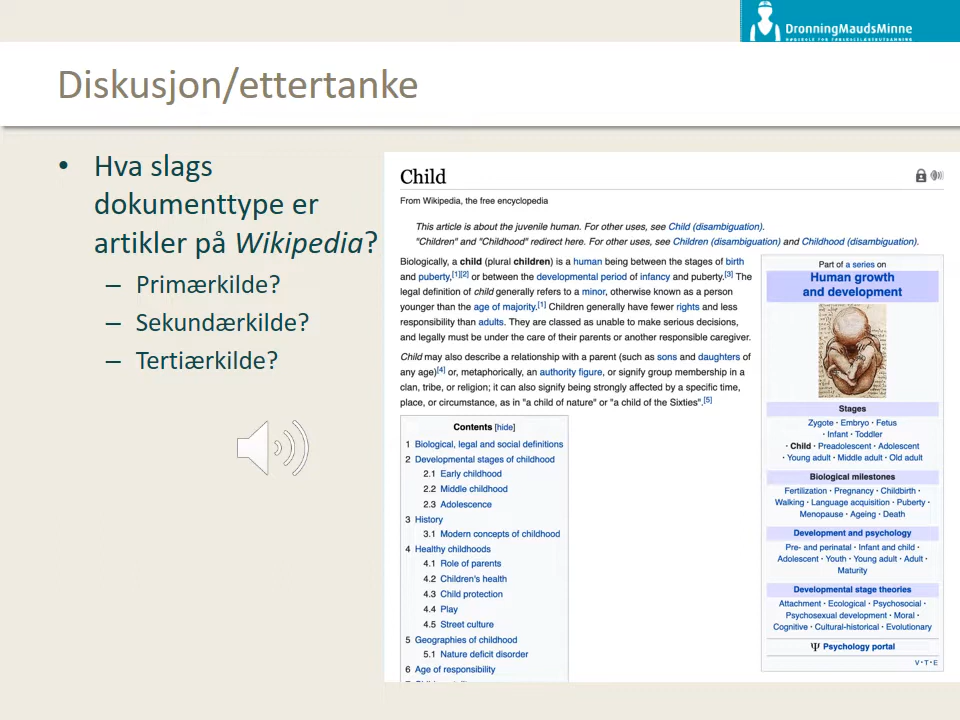 DronningMaudsMinne
HØGSKOLE FOR FØRSKOLELÆRERUTDANNING
Diskusjon/ettertanke
• Hva slags
dokumenttype er
artikler på Wikipedia?
– Primærkilde?
– Sekundærkilde?
– Tertiærkilde?
Child
From Wikipedia, the free encyclopedia
This article is about the juvenile human. For other uses, see Child (disambiguation).
"Children" and "Childhood" redirect here. For other uses, see Children (disambiguation) and Childhood (disambiguation).
Biologically, a child (plural children) is a human being between the stages of birth
and puberty,[1][2] or between the developmental period of infancy and puberty.[3] The
legal definition of child generally refers to a minor, otherwise known as a person
younger than the age of majority.[1] Children generally have fewer rights and less
responsibility than adults. They are classed as unable to make serious decisions,
and legally must be under the care of their parents or another responsible caregiver.
Child may also describe a relationship with a parent (such as sons and daughters of
any age)[4] or, metaphorically, an authority figure, or signify group membership in a
clan, tribe, or religion; it can also signify being strongly affected by a specific time,
place, or circumstance, as in "a child of nature" or "a child of the Sixties".[5]
Contents [hide]
1 Biological, legal and social definitions
2 Developmental stages of childhood
2.1 Early childhood
2.2 Middle childhood
2.3 Adolescence
3 History
3.1 Modern concepts of childhood
4 Healthy childhoods
4.1 Role of parents
4.2 Children's health
4.3 Child protection
4.4 Play
4.5 Street culture
5 Geographies of childhood
5.1 Nature deficit disorder
6 Age of responsibility
Part of a series on
Human growth
and development
Stages
Zygote · Embryo · Fetus
· Infant · Toddler
· Child · Preadolescent · Adolescent
· Young adult · Middle adult · Old adult
Biological milestones
Fertilization · Pregnancy · Childbirth ·
Walking · Language acquisition · Puberty ·
Menopause · Ageing · Death
Development and psychology
Pre- and perinatal · Infant and child ·
Adolescent · Youth · Young adult · Adult ·
Maturity
Developmental stage theories
Attachment · Ecological · Psychosocial ·
Psychosexual development · Moral ·
Cognitive · Cultural-historical · Evolutionary
Ψ Psychology portal
V · T · E